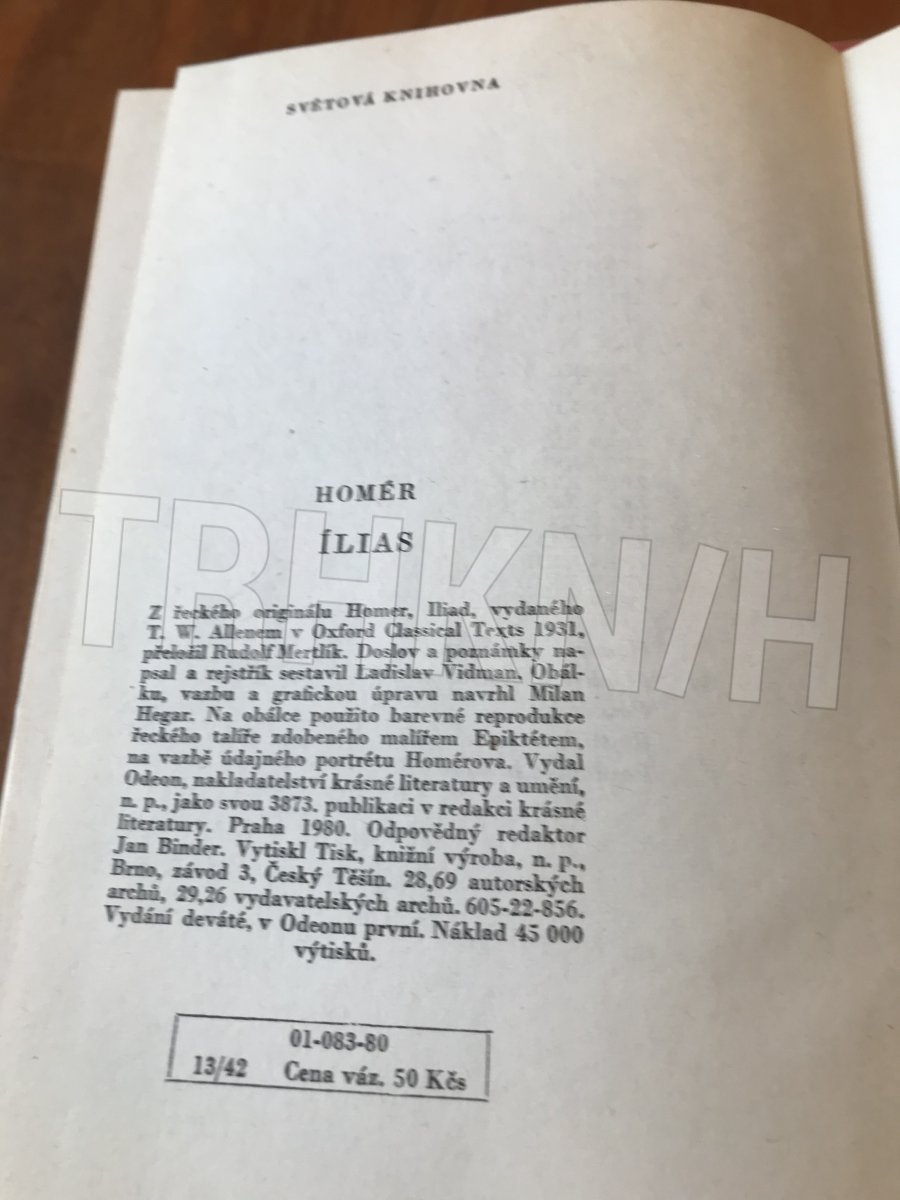 SVĚTOVÁ KNIHOVNA
HOMÉR
ÍLIAS
Z řeckého originálu Homer, Iliad, vydaného
T. W. Allenem v Oxford Classical Texts 1931,
přeložil Rudolf Mertlík. Doslov a poznámky na-
psal a rejstřík sestavil Ladislav Vidman. Obál-
ku, vazbu a grafickou úpravu navrhl Milan
Hegar. Na obálce použito barevné reprodukce
řeckého talíře zdobeného malířem Epiktétem,
na vazbě údajného portrétu Homérova. Vydal
Odeon, nakladatelství krásné literatury a umění,
n. p., jako svou 3873. publikaci v redakci krásné
literatury. Praha 1980. Odpovědný redaktor
Jan Binder. Vytiskl Tisk, knižní výroba, n. p.,
Brno, závod 3, Český Těšín. 28,69 autorských
archů, 29,26 vydavatelských archů. 605-22-856.
Vydání deváté, v Odeonu první. Náklad 45 000
výtisků.
01-083-80
13/42 Cena váz. 50 Kčs
TRHKN/H